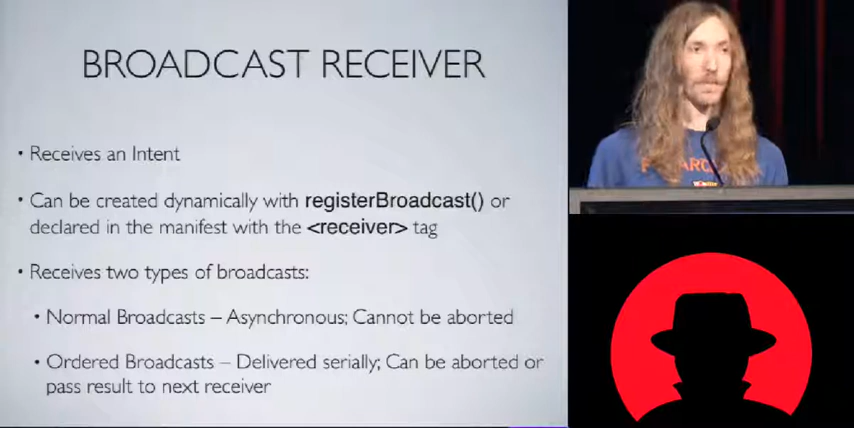 BROADCAST RECEIVER
• Receives an Intent
• Can be created dynamically with registerBroadcast() or
declared in the manifest with the <receiver> tag
• Receives two types of broadcasts:
• Normal Broadcasts – Asynchronous; Cannot be aborted
• Ordered Broadcasts – Delivered serially; Can be aborted or
pass result to next receiver